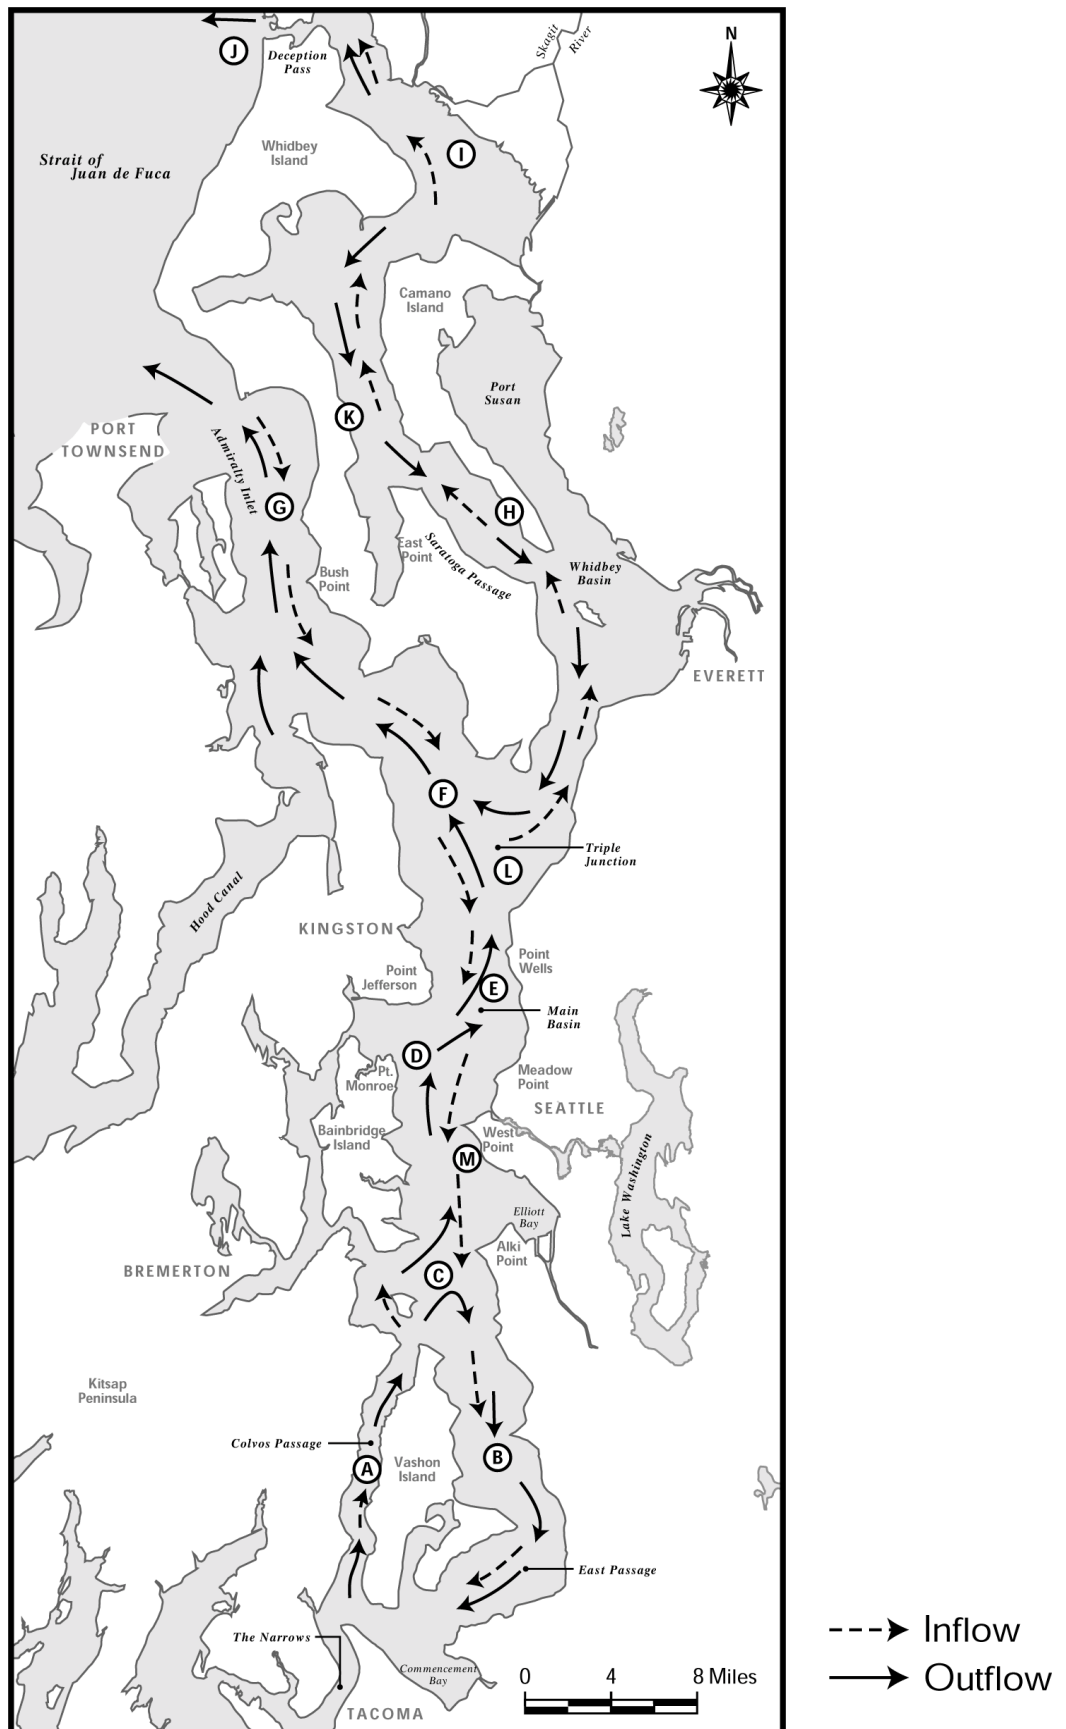 J
Deception
Pass
Skagit
River
N
Strait of
Juan de Fuca
Whidbey
Island
I
Camano
Island
Port
Susan
PORT
TOWNSEND
K
Admiralty Inlet
G
H
East
Point
Saratoga Passage
Bush
Point
Whidbey
Basin
EVERETT
F
Triple
Junction
L
Hood Canal
KINGSTON
Point
Jefferson
Point
Wells
E
Main
Basin
D
Pt.
Monroe
Meadow
Point
SEATTLE
Bainbridge
Island
West
Point
M
Lake Washington
Elliott
Bay
Alki
Point
BREMERTON
C
Kitsap
Peninsula
Colvos Passage
A
Vashon
Island
B
East Passage
The Narrows
Commencement
Bay
TACOMA
0 4 8 Miles
Inflow
Outflow